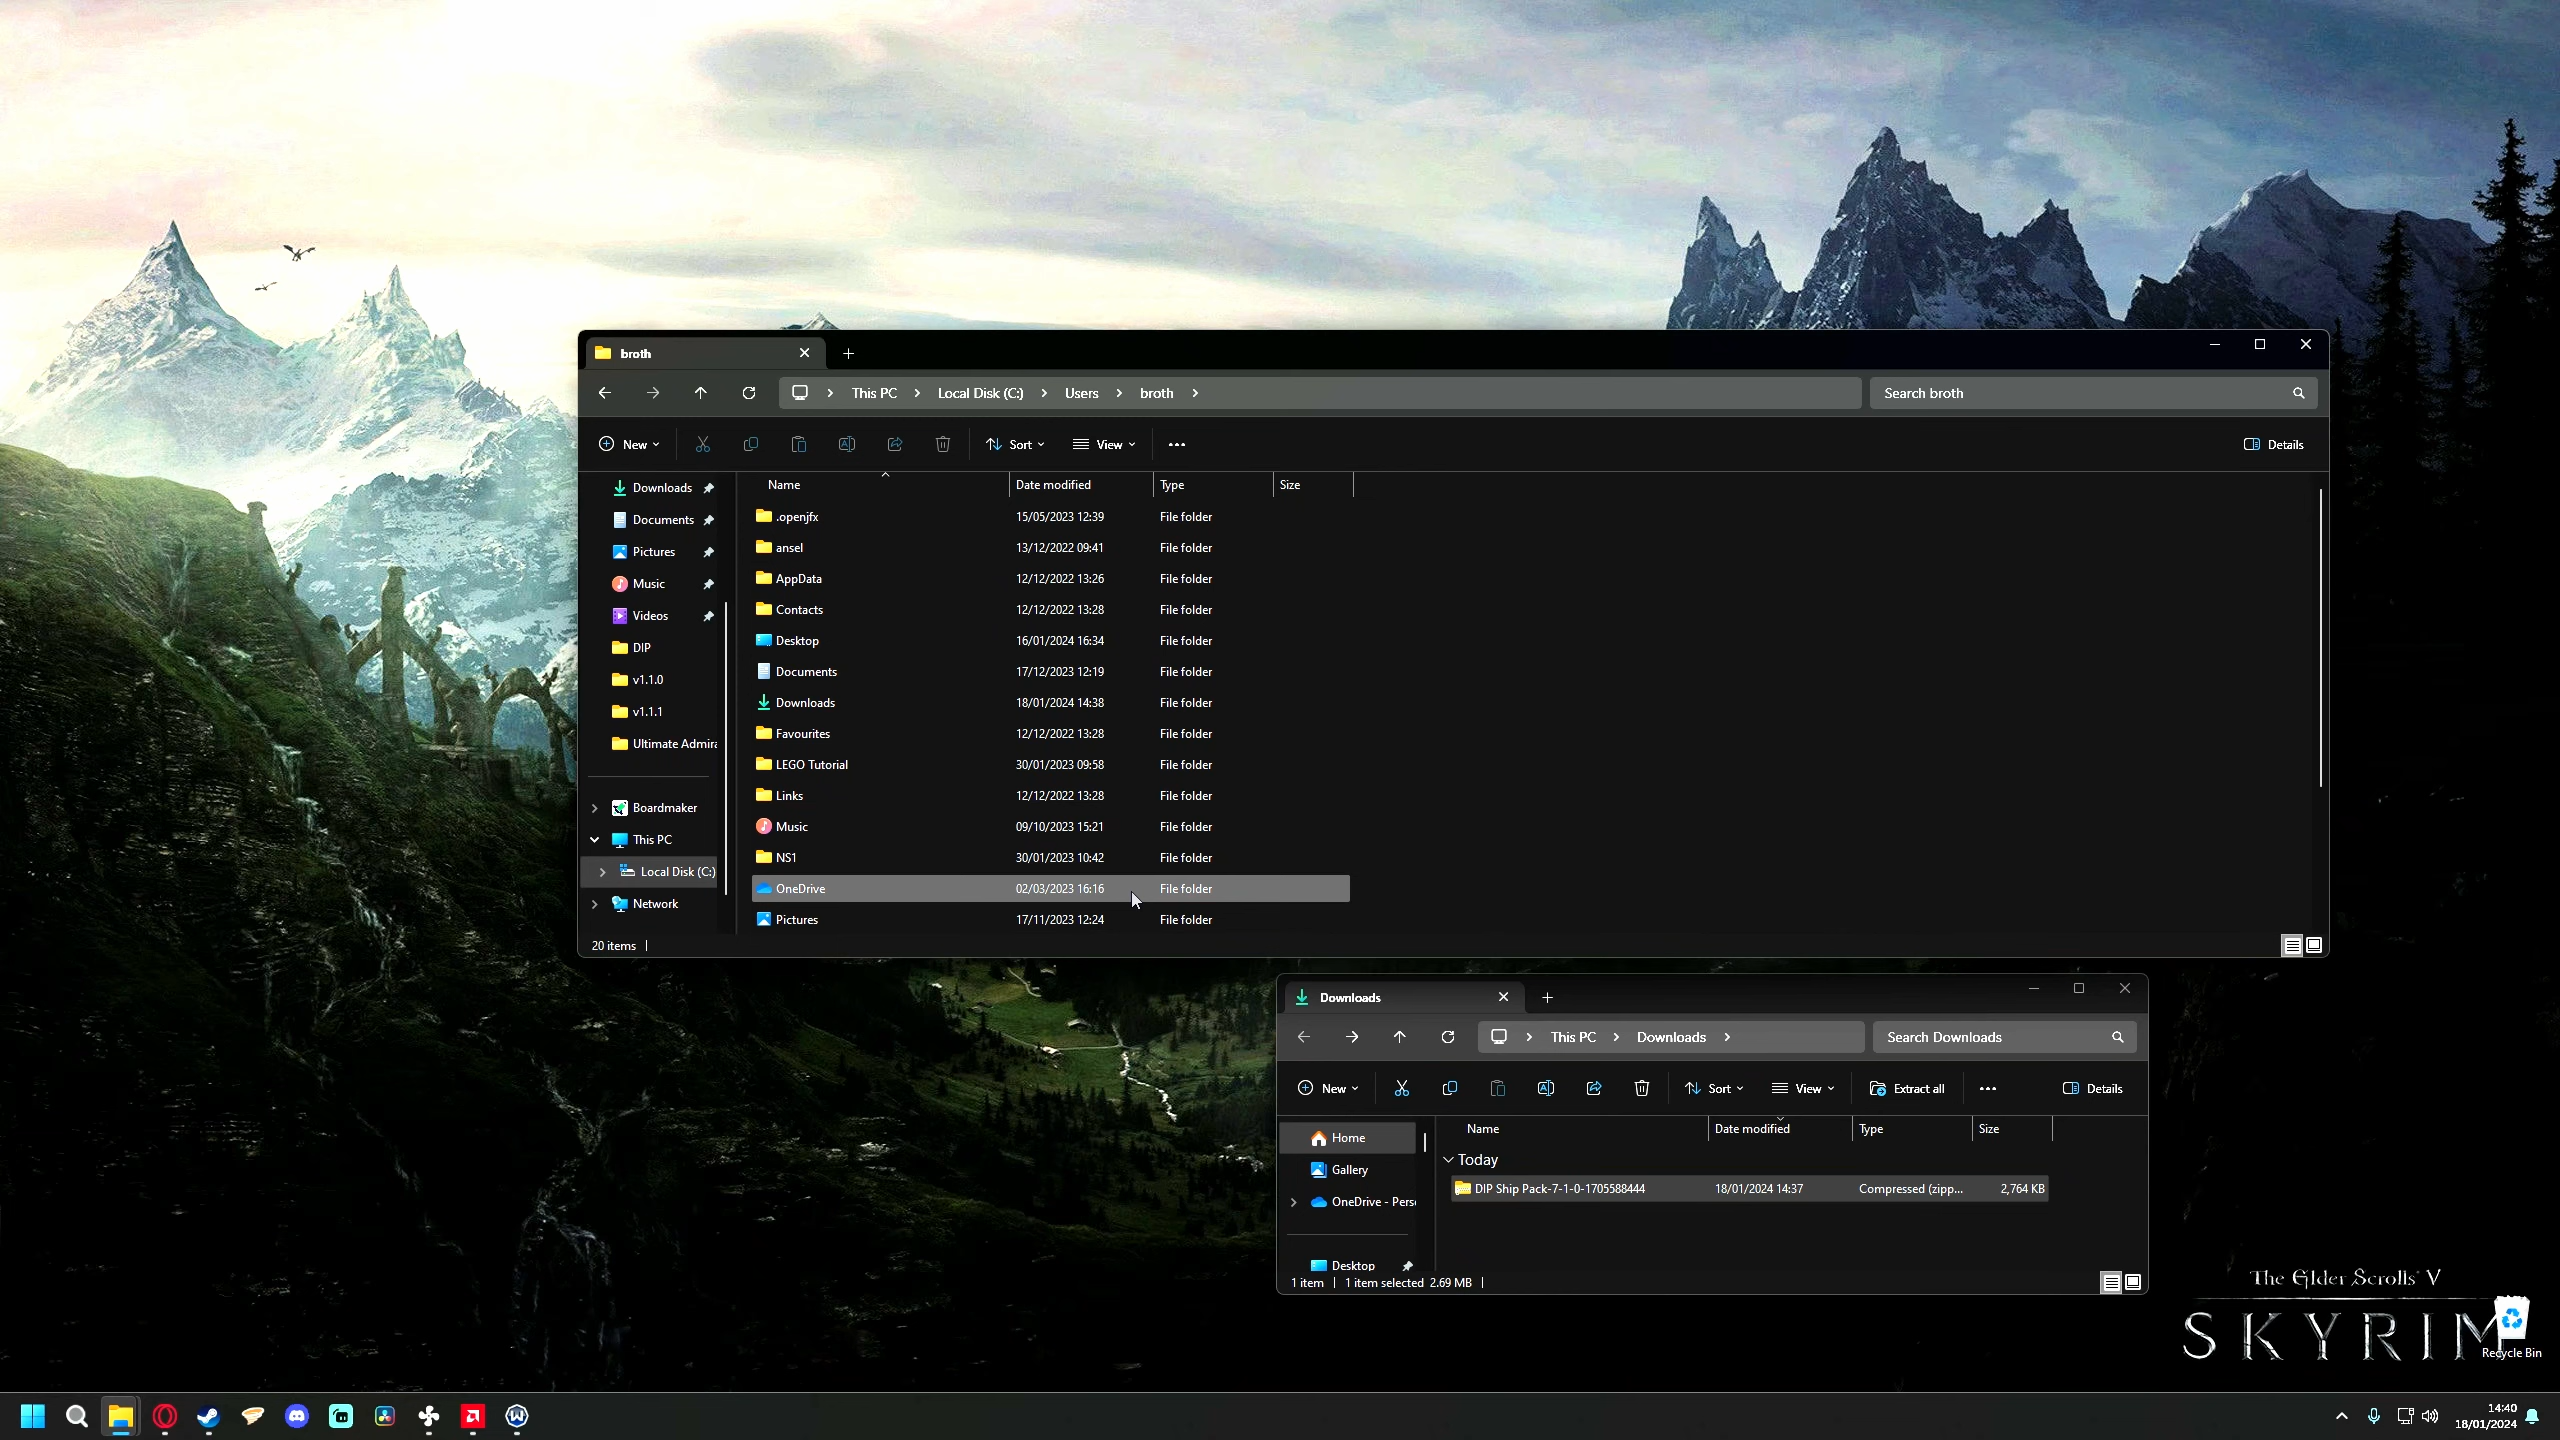 broth
This PC
Local Disk (C:)
Users
broth
Search broth
New
Sort
View
Details
Downloads
Documents
Pictures
Music
Videos
DIP
v1.1.0
v1.1.1
Ultimate Admira
Boardmaker
This PC
Local Disk (C:)
Network
Name Date modified Type Size
.openjfx 15/05/2023 12:39 File folder
ansel 13/12/2022 09:41 File folder
AppData 12/12/2022 13:26 File folder
Contacts 12/12/2022 13:28 File folder
Desktop 16/01/2024 16:34 File folder
Documents 17/12/2023 12:19 File folder
Downloads 18/01/2024 14:38 File folder
Favourites 12/12/2022 13:28 File folder
LEGO Tutorial 30/01/2023 09:58 File folder
Links 12/12/2022 13:28 File folder
Music 09/10/2023 15:21 File folder
NS1 30/01/2023 10:42 File folder
OneDrive 02/03/2023 16:16 File folder
Pictures 17/11/2023 12:24 File folder
20 items
Downloads
This PC
Downloads
Search Downloads
New
Sort
View
Extract all
Details
Home
Gallery
OneDrive - Pers
Desktop
Name Date modified Type Size
Today
DIP Ship Pack-7-1-0-1705588444 18/01/2024 14:37 Compressed (zipp... 2,764 KB
1 item 1 item selected 2.69 MB
The Elder Scrolls V
SKYRIM
Recycle Bin
14:40
18/01/2024